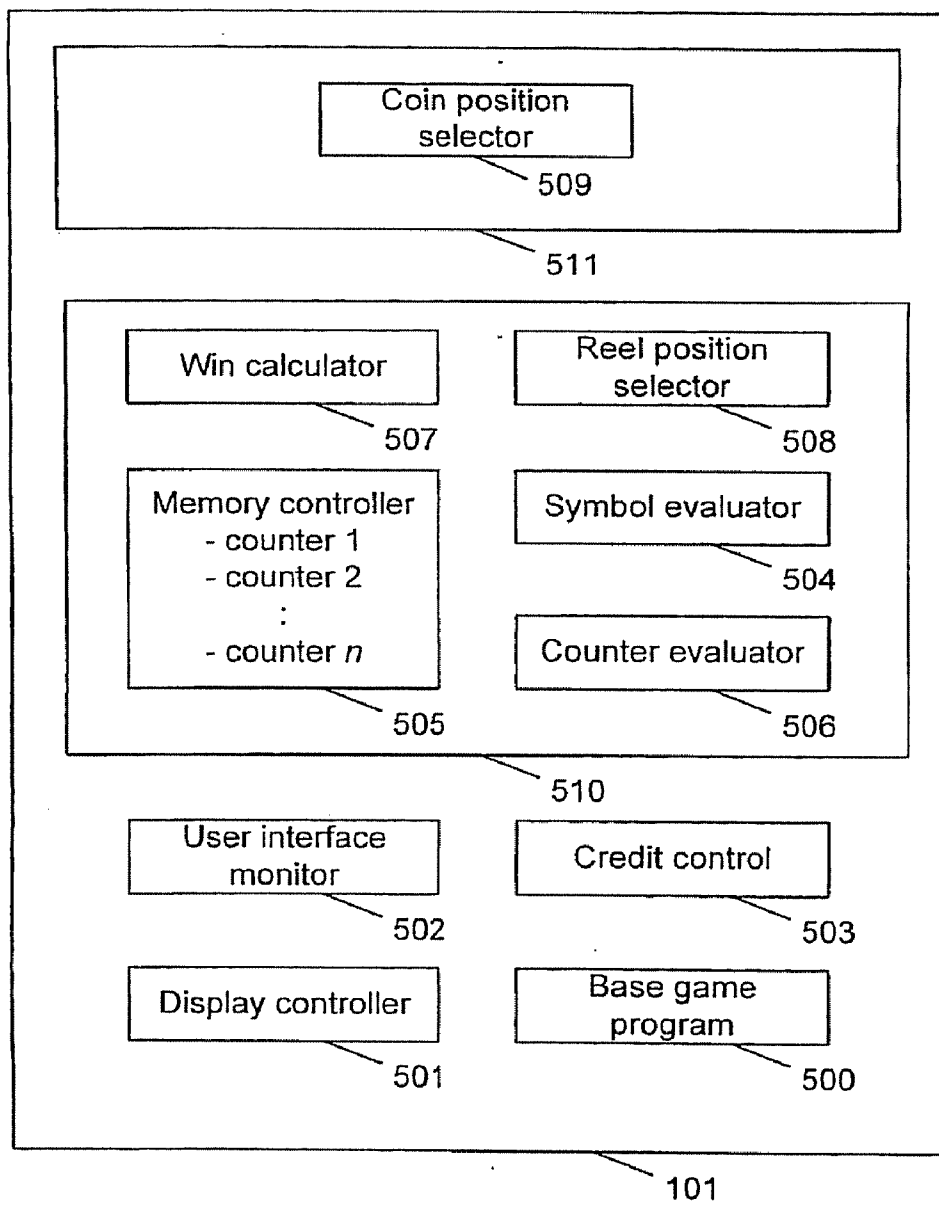 Coin position
selector
509
511
Win calculator
507
Reel position
selector
508
Memory controller
- counter 1
- counter 2
:
- counter n
505
Symbol evaluator
504
Counter evaluator
506
510
User interface
monitor
502
Credit control
503
Display controller
501
Base game
program
500
101